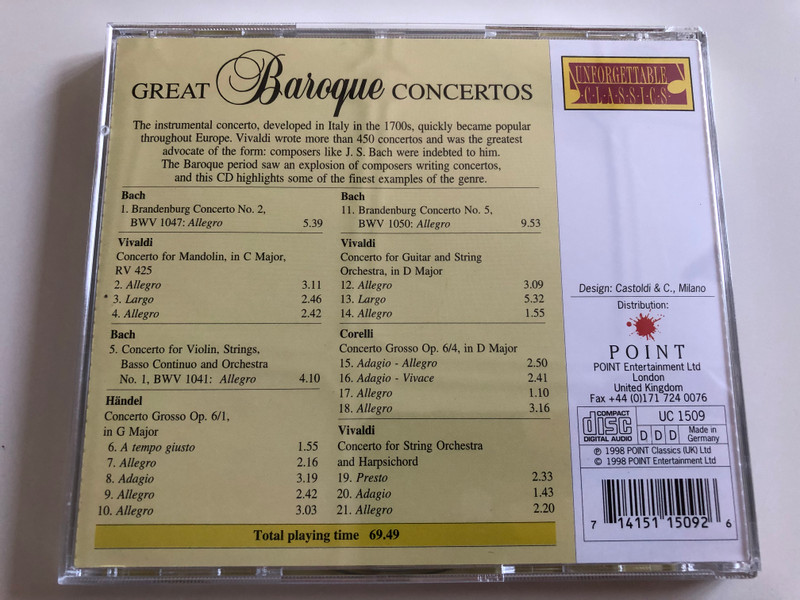 GREAT Baroque CONCERTOS
The instrumental concerto, developed in Italy in the 1700s, quickly became popular
throughout Europe. Vivaldi wrote more than 450 concertos and was the greatest
advocate of the form: composers like J. S. Bach were indebted to him.
The Baroque period saw an explosion of composers writing concertos,
and this CD highlights some of the finest examples of the genre.
Bach
1. Brandenburg Concerto No. 2,
BWV 1047: Allegro 5.39
Vivaldi
Concerto for Mandolin, in C Major,
RV 425
2. Allegro 3.11
* 3. Largo 2.46
4. Allegro 2.42
Bach
5. Concerto for Violin, Strings,
Basso Continuo and Orchestra
No. 1, BWV 1041: Allegro 4.10
Händel
Concerto Grosso Op. 6/1,
in G Major
6. A tempo giusto 1.55
7. Allegro 2.16
8. Adagio 3.19
9. Allegro 2.42
10. Allegro 3.03
Bach
11. Brandenburg Concerto No. 5,
BWV 1050: Allegro 9.53
Vivaldi
Concerto for Guitar and String
Orchestra, in D Major
12. Allegro 3.09
13. Largo 5.32
14. Allegro 1.55
Corelli
Concerto Grosso Op. 6/4, in D Major
15. Adagio - Allegro 2.50
16. Adagio - Vivace 2.41
17. Allegro 1.10
18. Allegro 3.16
Vivaldi
Concerto for String Orchestra
and Harpsichord
19. Presto 2.33
20. Adagio 1.43
21. Allegro 2.20
Total playing time 69.49
UNFORGETTABLE
C·L·A·S·S·I·C·S·
Design: Castoldi & C., Milano
Distribution:
POINT
POINT Entertainment Ltd
London
United Kingdom
Fax +44 (0)171 724 0076
COMPACT
disc
DIGITAL AUDIO
UC 1509
D D D
Made in
Germany
℗ 1998 POINT Classics (UK) Ltd
© 1998 POINT Entertainment Ltd
7 14151 15092 6